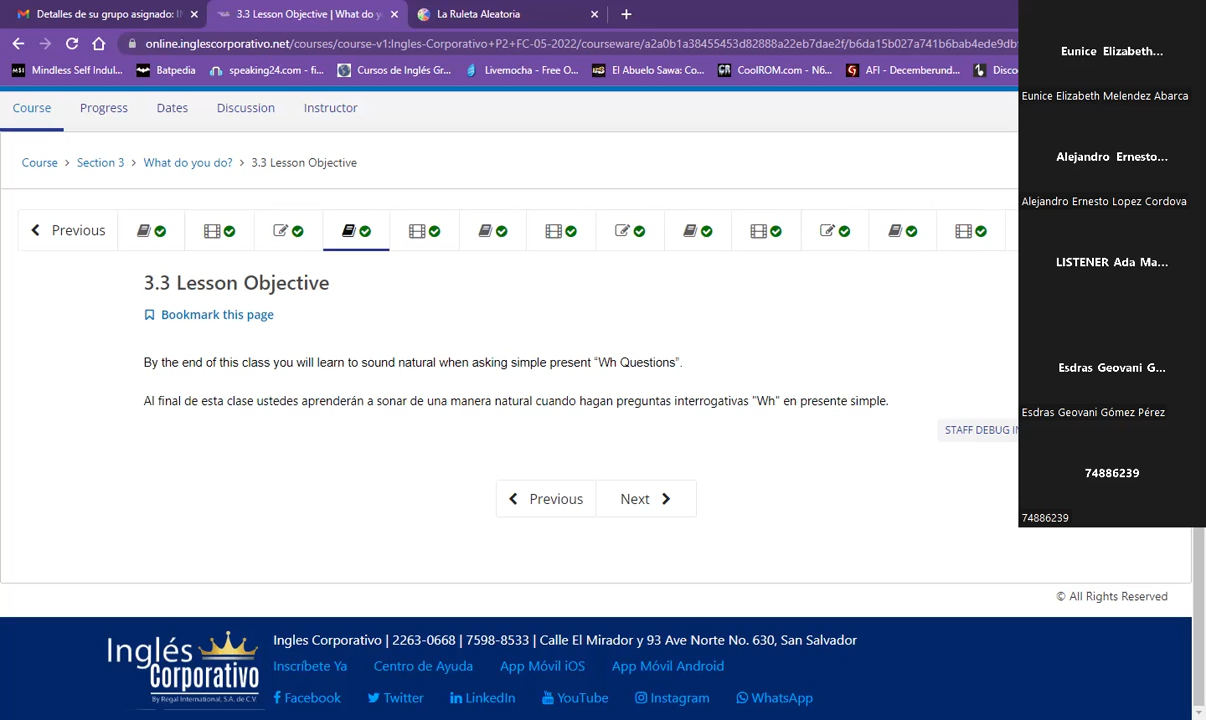 Detalles de su grupo asignado: I
3.3 Lesson Objective | What do yo
La Ruleta Aleatoria
online.inglescorporativo.net/courses/course-v1:Ingles-Corporativo+P2+FC-05-2022/courseware/a2a0b1a38455453d82888a22eb7dae2f/b6da15b027a741b6bab4ede9db
Mindless Self Indul...
Batpedia
speaking24.com - fi...
Cursos de Inglés Gr...
Livemocha - Free O...
El Abuelo Sawa: Co...
CoolROM.com - N6...
AFI - Decemberund...
Disco
Course
Progress
Dates
Discussion
Instructor
Course > Section 3 > What do you do? > 3.3 Lesson Objective
Previous
3.3 Lesson Objective
Bookmark this page
By the end of this class you will learn to sound natural when asking simple present “Wh Questions”.
Al final de esta clase ustedes aprenderán a sonar de una manera natural cuando hagan preguntas interrogativas "Wh" en presente simple.
STAFF DEBUG IN
Previous
Next
© All Rights Reserved
Inglés Corporativo
By Regal International, S.A. de C.V.
Ingles Corporativo | 2263-0668 | 7598-8533 | Calle El Mirador y 93 Ave Norte No. 630, San Salvador
Inscríbete Ya
Centro de Ayuda
App Móvil iOS
App Móvil Android
Facebook
Twitter
LinkedIn
YouTube
Instagram
WhatsApp
Eunice Elizabeth...
Eunice Elizabeth Melendez Abarca
Alejandro Ernesto...
Alejandro Ernesto Lopez Cordova
LISTENER Ada Ma...
Esdras Geovani G...
Esdras Geovani Gómez Pérez
74886239
74886239